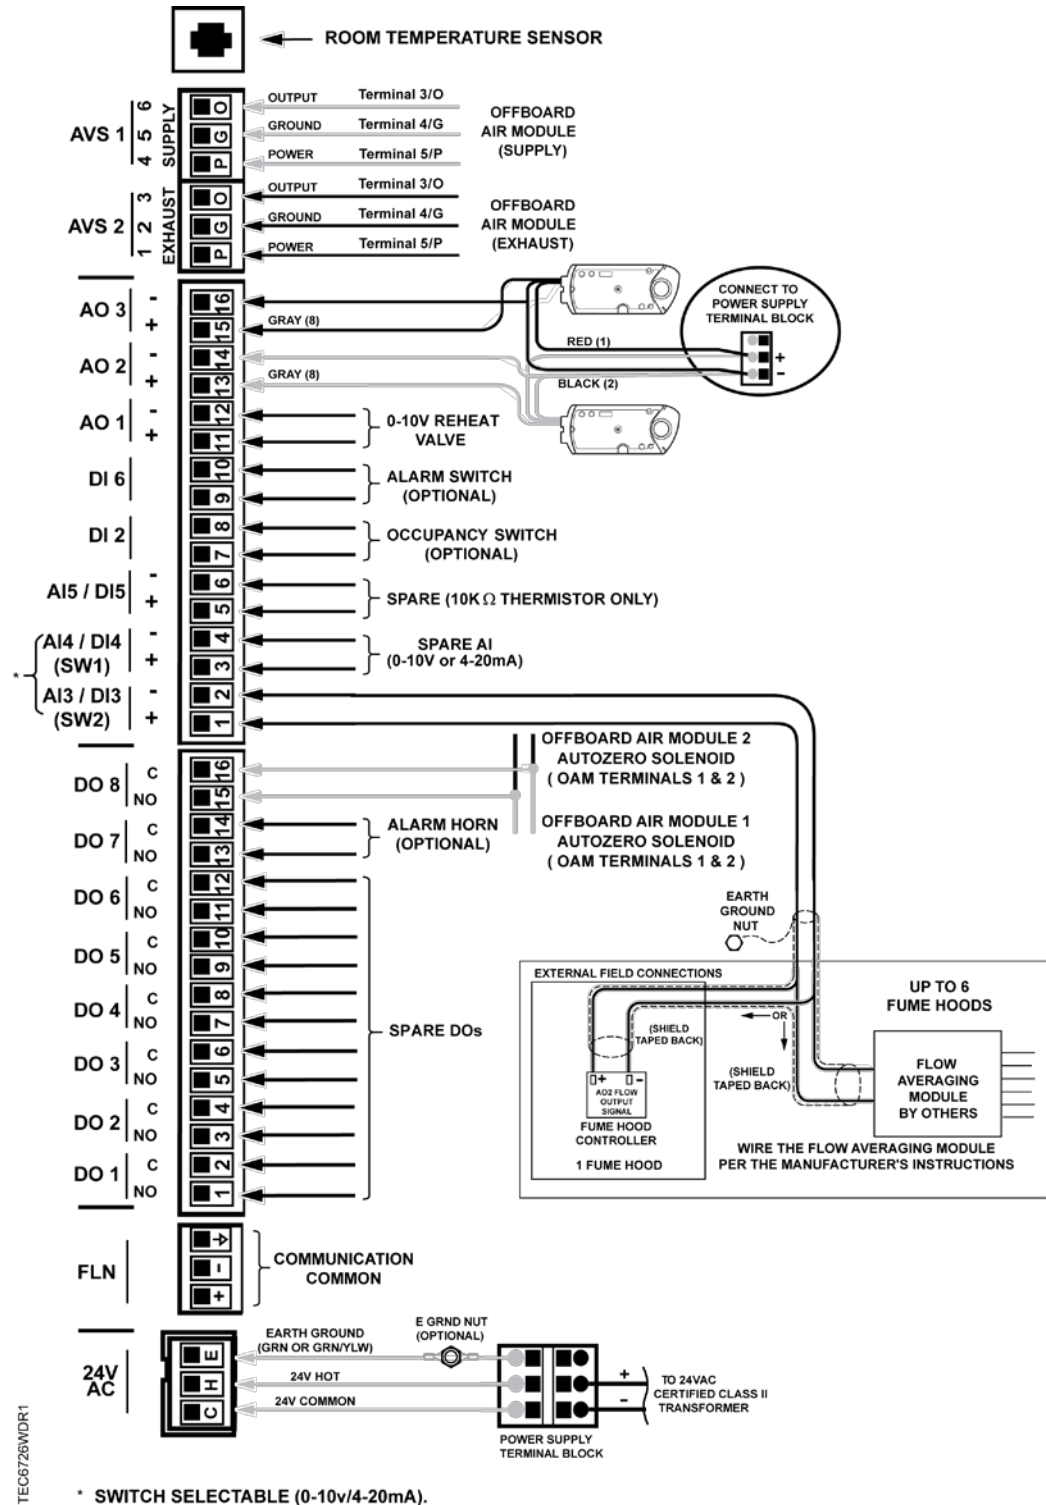 ROOM TEMPERATURE SENSOR
AVS 1
4 5 6
SUPPLY
O
G
P
OUTPUT Terminal 3/O
GROUND Terminal 4/G
POWER Terminal 5/P
OFFBOARD
AIR MODULE
(SUPPLY)
AVS 2
1 2 3
EXHAUST
O
G
P
OUTPUT Terminal 3/O
GROUND Terminal 4/G
POWER Terminal 5/P
OFFBOARD
AIR MODULE
(EXHAUST)
AO 3 - 16
+ 15
GRAY (8)
AO 2 - 14
+ 13
GRAY (8)
RED (1)
BLACK (2)
CONNECT TO
POWER SUPPLY
TERMINAL BLOCK
+
-
AO 1 - 12
+ 11
0-10V REHEAT
VALVE
DI 6 10
9
ALARM SWITCH
(OPTIONAL)
DI 2 8
7
OCCUPANCY SWITCH
(OPTIONAL)
AI5 / DI5 - 6
+ 5
SPARE (10K Ω THERMISTOR ONLY)
*
AI4 / DI4 - 4
(SW1) + 3
SPARE AI
(0-10V or 4-20mA)
AI3 / DI3 - 2
(SW2) + 1
DO 8 C 16
NO 15
OFFBOARD AIR MODULE 2
AUTOZERO SOLENOID
( OAM TERMINALS 1 & 2 )
OFFBOARD AIR MODULE 1
AUTOZERO SOLENOID
( OAM TERMINALS 1 & 2 )
DO 7 C 14
NO 13
ALARM HORN
(OPTIONAL)
DO 6 C 12
NO 11
DO 5 C 10
NO 9
DO 4 C 8
NO 7
DO 3 C 6
NO 5
DO 2 C 4
NO 3
DO 1 C 2
NO 1
SPARE DOs
EARTH
GROUND
NUT
EXTERNAL FIELD CONNECTIONS
UP TO 6
FUME HOODS
OR
(SHIELD
TAPED BACK)
(SHIELD
TAPED BACK)
+ -
AO2 FLOW
OUTPUT
SIGNAL
FUME HOOD
CONTROLLER
1 FUME HOOD
FLOW
AVERAGING
MODULE
BY OTHERS
WIRE THE FLOW AVERAGING MODULE
PER THE MANUFACTURER'S INSTRUCTIONS
FLN
-
+
COMMUNICATION
COMMON
24V
AC
E
H
C
EARTH GROUND
(GRN OR GRN/YLW)
24V HOT
24V COMMON
E GRND NUT
(OPTIONAL)
+
-
TO 24VAC
CERTIFIED CLASS II
TRANSFORMER
POWER SUPPLY
TERMINAL BLOCK
TEC6726WDR1
* SWITCH SELECTABLE (0-10v/4-20mA).